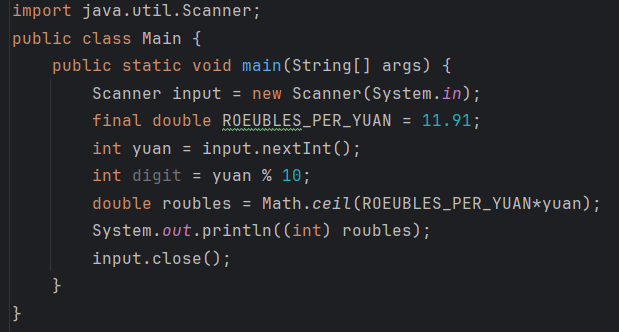 import java.util.Scanner;
public class Main {
    public static void main(String[] args) {
        Scanner input = new Scanner(System.in);
        final double ROEUBLES_PER_YUAN = 11.91;
        int yuan = input.nextInt();
        int digit = yuan % 10;
        double roubles = Math.ceil(ROEUBLES_PER_YUAN*yuan);
        System.out.println((int) roubles);
        input.close();
    }
}